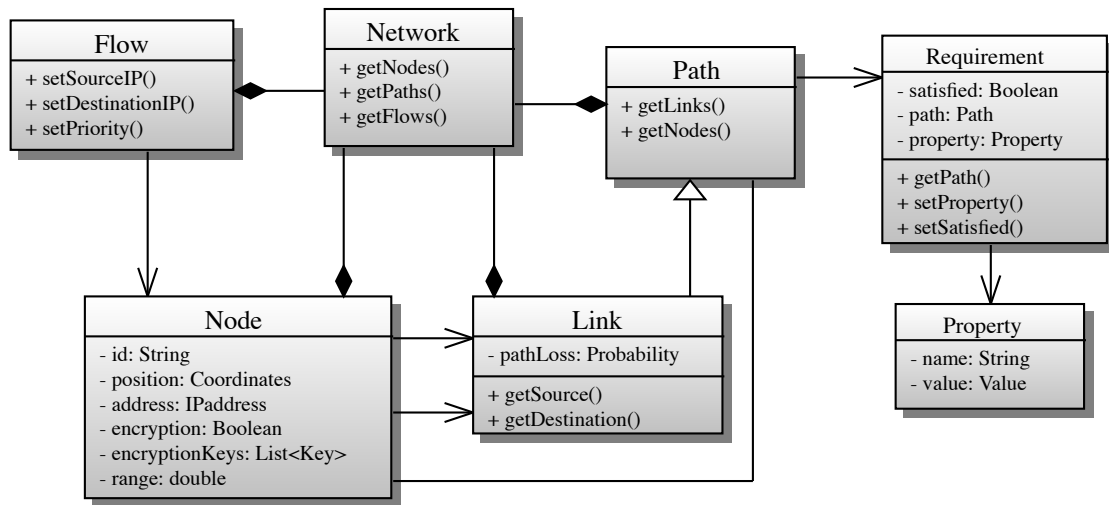 Flow
+ setSourceIP()
+ setDestinationIP()
+ setPriority()
Network
+ getNodes()
+ getPaths()
+ getFlows()
Path
+ getLinks()
+ getNodes()
Requirement
- satisfied: Boolean
- path: Path
- property: Property
+ getPath()
+ setProperty()
+ setSatisfied()
Node
- id: String
- position: Coordinates
- address: IPaddress
- encryption: Boolean
- encryptionKeys: List<Key>
- range: double
Link
- pathLoss: Probability
+ getSource()
+ getDestination()
Property
- name: String
- value: Value